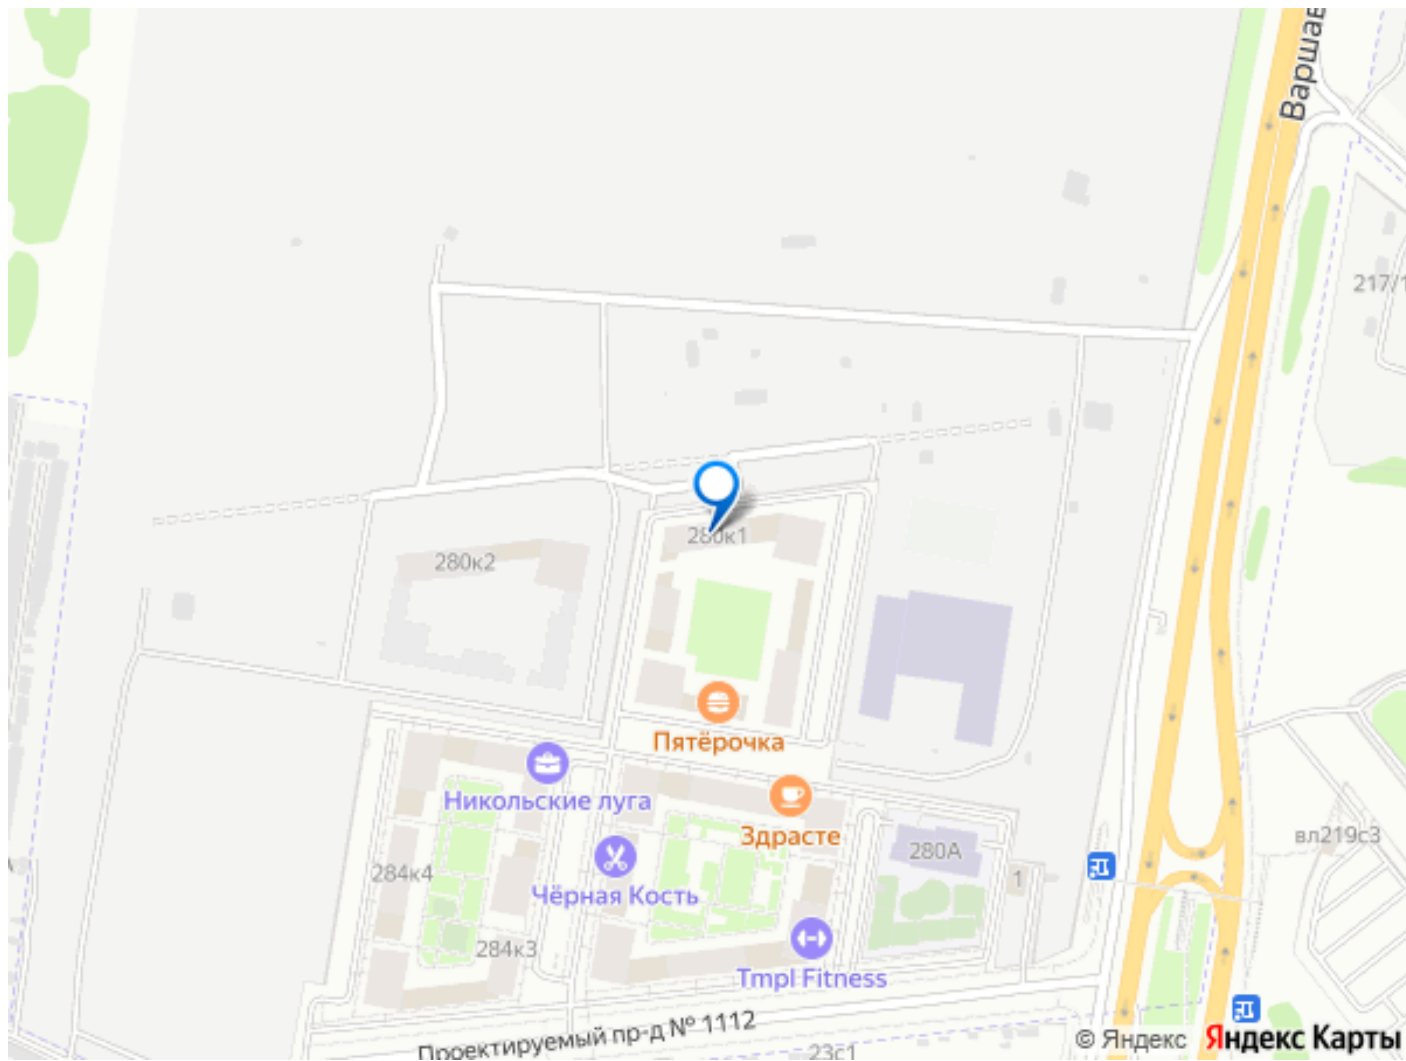 Варшав
217/1
280к1
280к2
Пятёрочка
Никольские луга
Здрасте
вл219с3
280А
284к4
1
Чёрная Кость
284к3
Tmpl Fitness
Проектируемый пр-д № 1112
23с1
© Яндекс Яндекс Карты